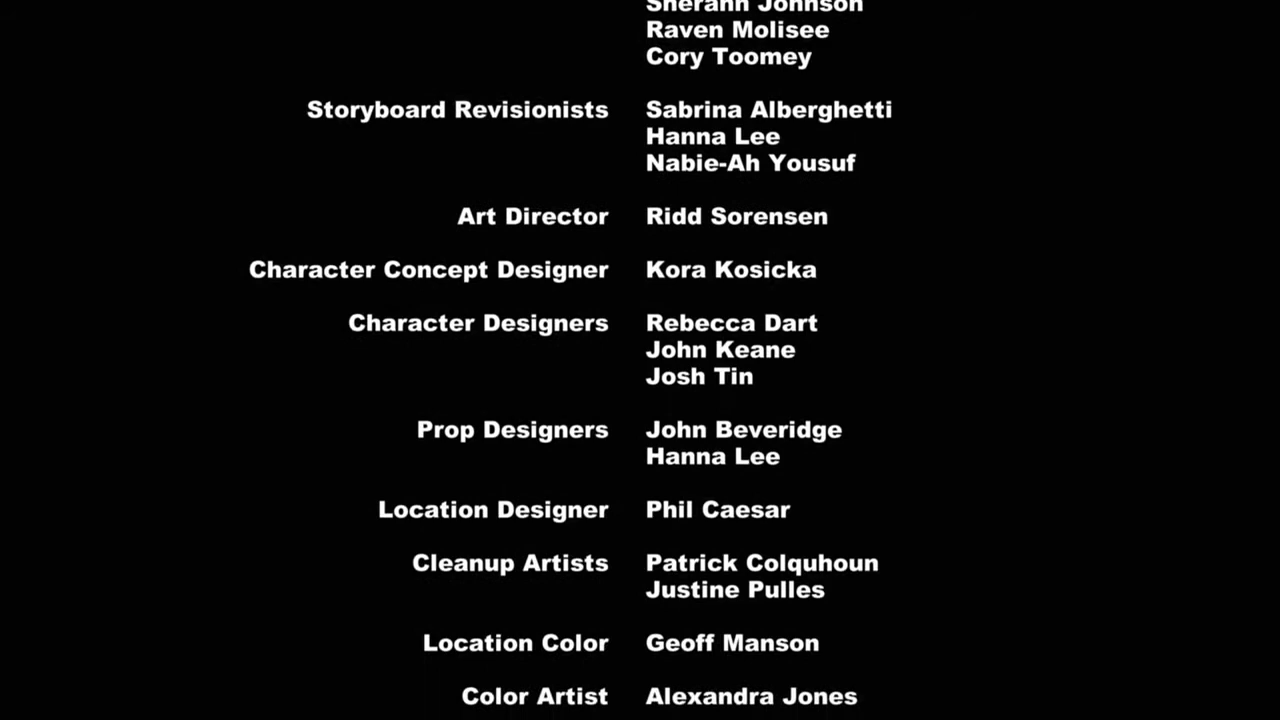 Sherann Johnson
Raven Molisee
Cory Toomey
Storyboard Revisionists Sabrina Alberghetti
Hanna Lee
Nabie-Ah Yousuf
Art Director Ridd Sorensen
Character Concept Designer Kora Kosicka
Character Designers Rebecca Dart
John Keane
Josh Tin
Prop Designers John Beveridge
Hanna Lee
Location Designer Phil Caesar
Cleanup Artists Patrick Colquhoun
Justine Pulles
Location Color Geoff Manson
Color Artist Alexandra Jones